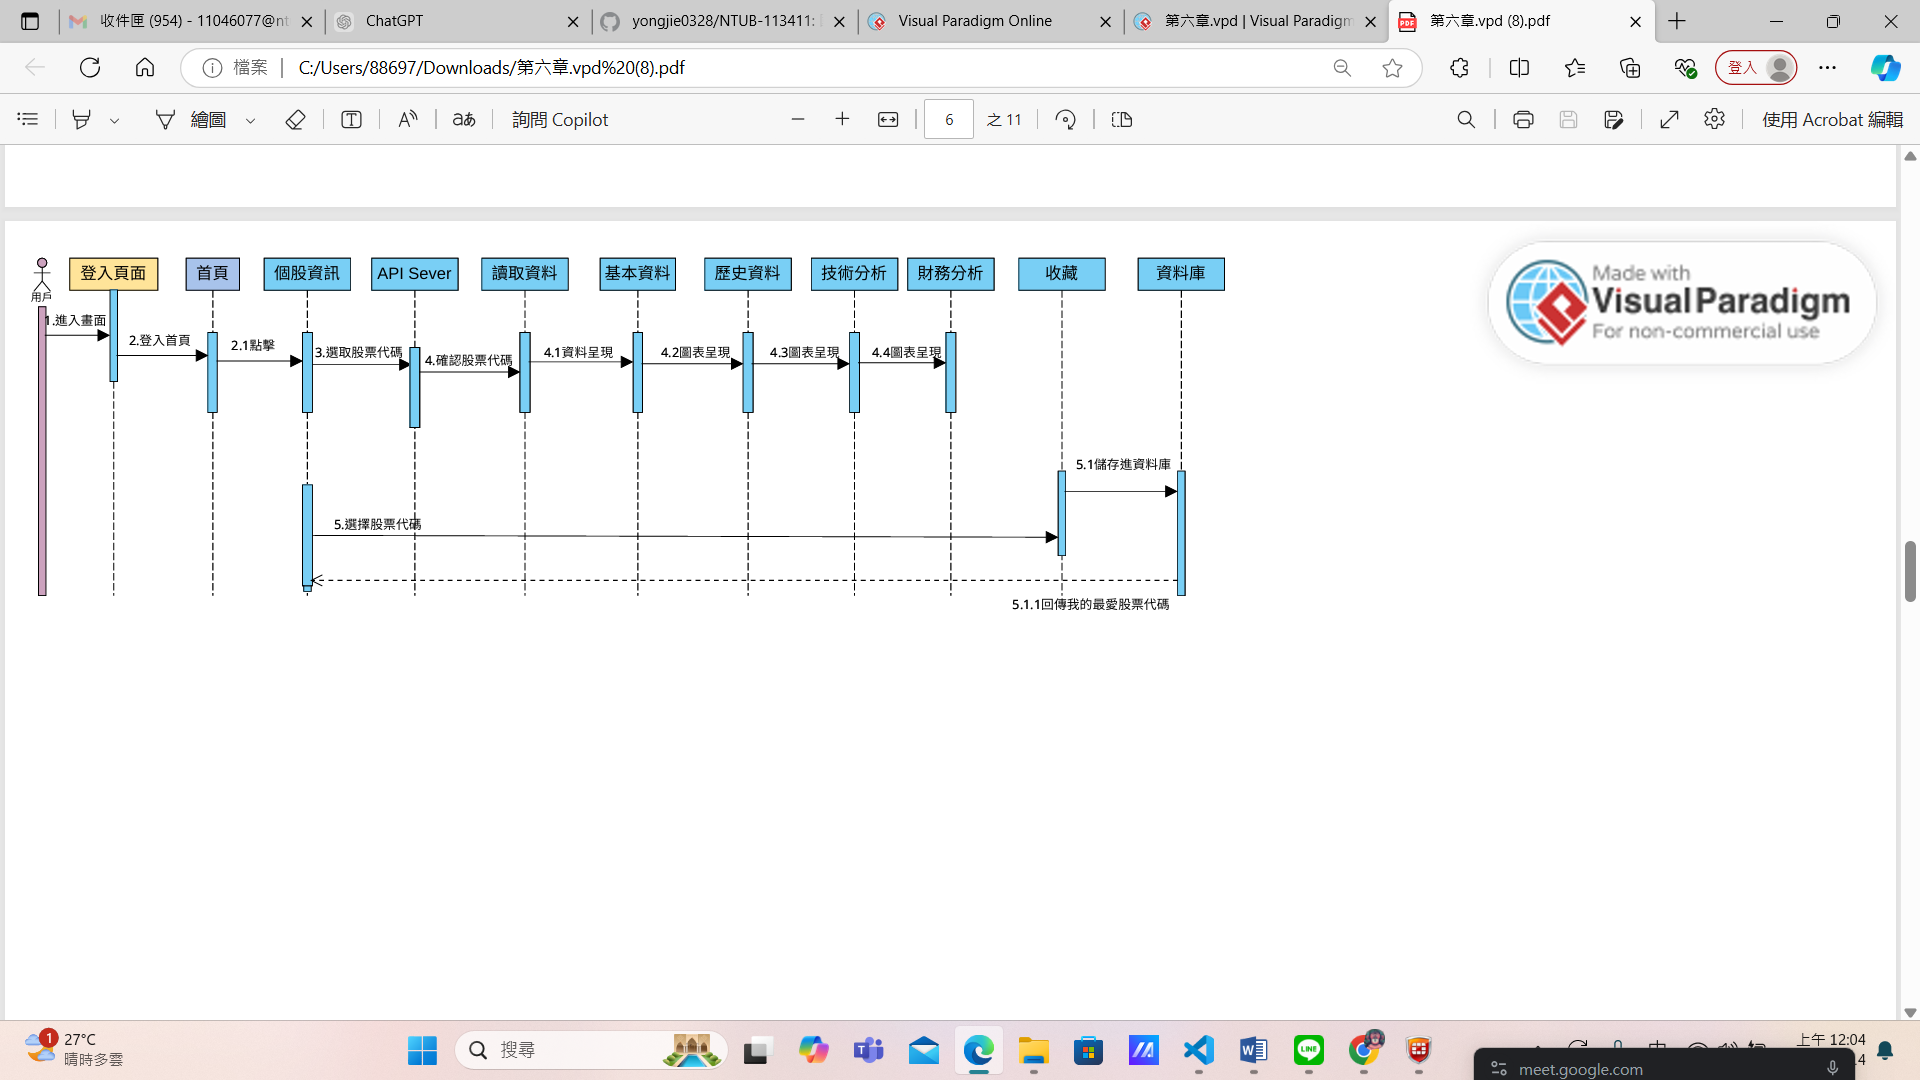 收件匣 (954) - 11046077@nt
ChatGPT
yongjie0328/NTUB-113411:
Visual Paradigm Online
第六章.vpd | Visual Paradigm
第六章.vpd (8).pdf
檔案
C:/Users/88697/Downloads/第六章.vpd%20(8).pdf
登入
繪圖
aあ
詢問 Copilot
6
之 11
使用 Acrobat 編輯
用戶
登入頁面
首頁
個股資訊
API Sever
讀取資料
基本資料
歷史資料
技術分析
財務分析
收藏
資料庫
Made with
Visual Paradigm
For non-commercial use
1.進入畫面
2.登入首頁
2.1點擊
3.選取股票代碼
4.確認股票代碼
4.1資料呈現
4.2圖表呈現
4.3圖表呈現
4.4圖表呈現
5.1儲存進資料庫
5.選擇股票代碼
5.1.1回傳我的最愛股票代碼
1
27°C
晴時多雲
搜尋
LINE
上午 12:04
meet.google.com